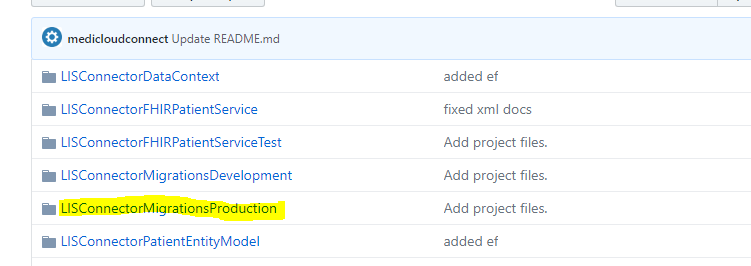 medicloudconnect Update README.md
LISConnectorDataContext added ef
LISConnectorFHIRPatientService fixed xml docs
LISConnectorFHIRPatientServiceTest Add project files.
LISConnectorMigrationsDevelopment Add project files.
LISConnectorMigrationsProduction Add project files.
LISConnectorPatientEntityModel added ef